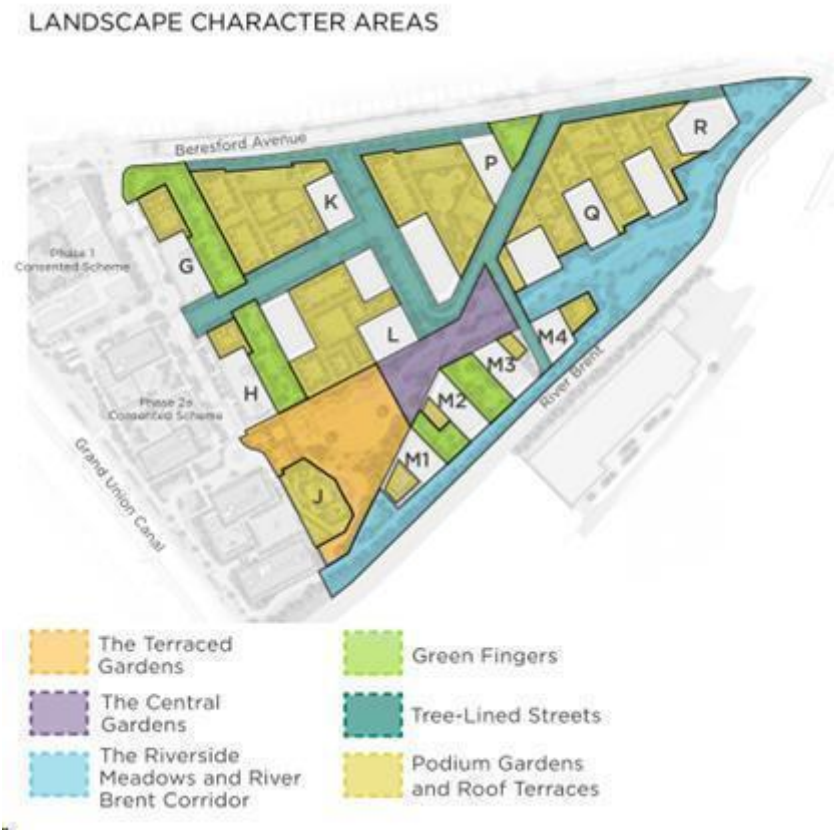 LANDSCAPE CHARACTER AREAS
Beresford Avenue
R
P
K
Q
Phase 1
Consented Scheme
G
L
M4
M3
H
River Brent
Phase 2a
Consented Scheme
M2
M1
Grand Union Canal
J
The Terraced
Gardens
Green Fingers
The Central
Gardens
Tree-Lined Streets
The Riverside
Meadows and River
Brent Corridor
Podium Gardens
and Roof Terraces